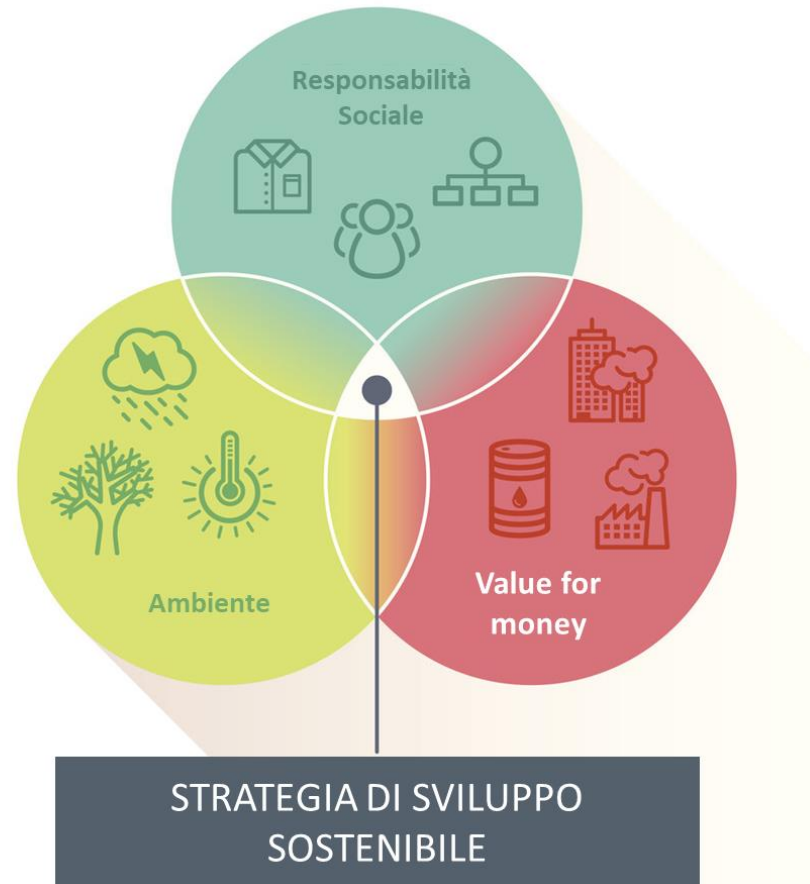 Responsabilità
Sociale
Ambiente
Value for
money
STRATEGIA DI SVILUPPO
SOSTENIBILE